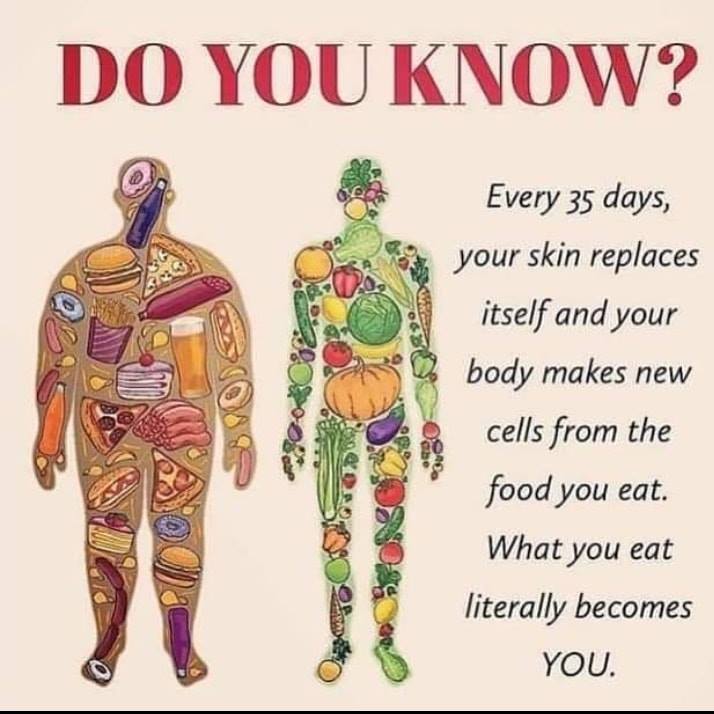 DO YOU KNOW?
Every 35 days,
your skin replaces
itself and your
body makes new
cells from the
food you eat.
What you eat
literally becomes
YOU.